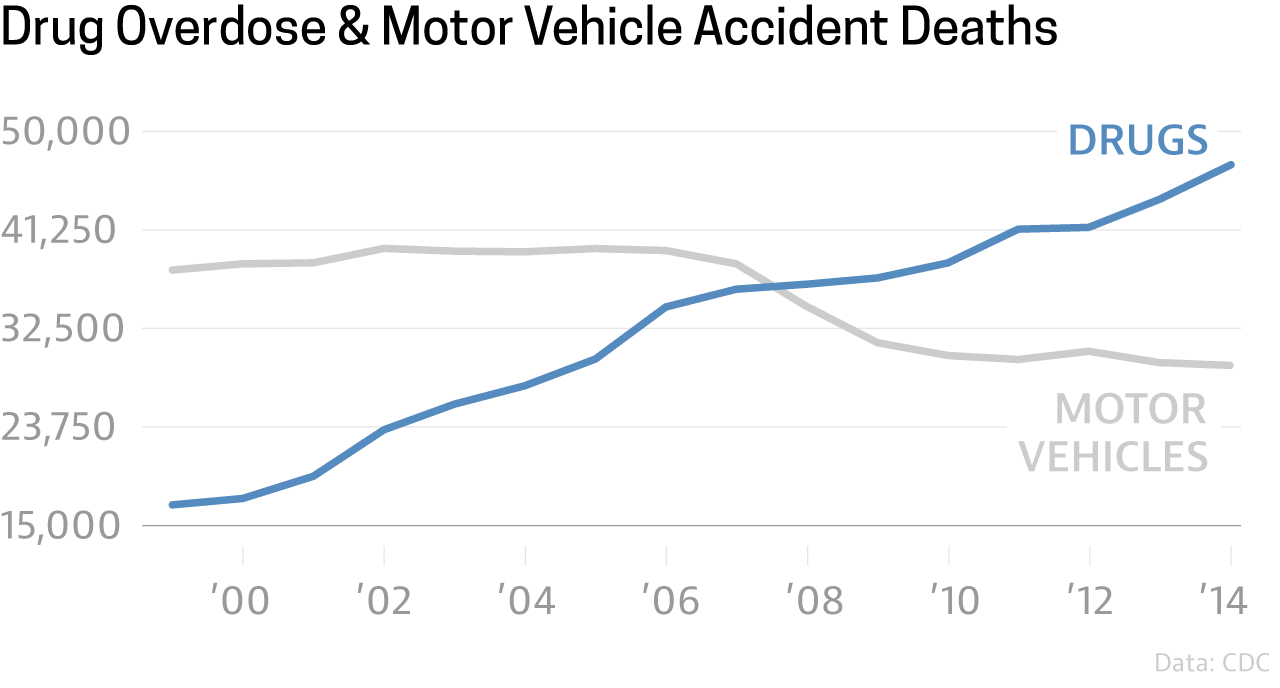 Drug Overdose & Motor Vehicle Accident Deaths
50,000
DRUGS
41,250
32,500
23,750
MOTOR
VEHICLES
15,000
’00 ’02 ’04 ’06 ’08 ’10 ’12 ’14
Data: CDC